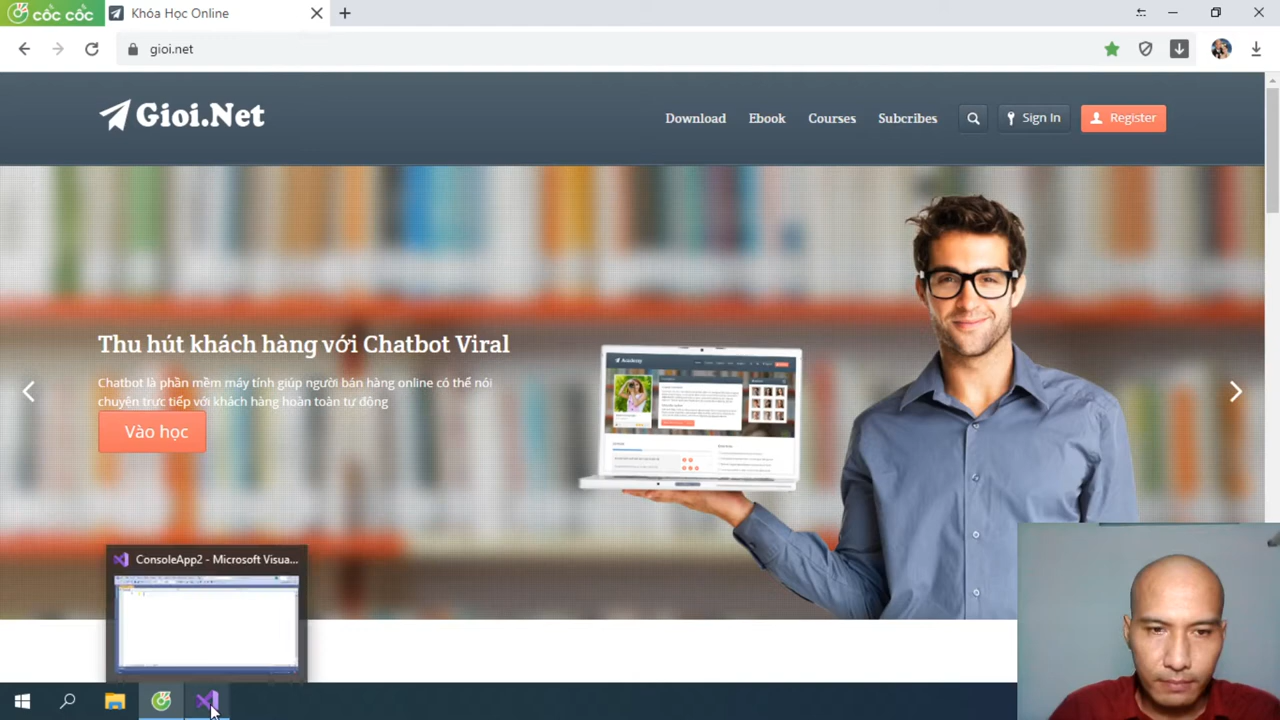 cốc cốc
Khóa Học Online
gioi.net
Gioi.Net
Download
Ebook
Courses
Subcribes
Sign In
Register
Thu hút khách hàng với Chatbot Viral
Chatbot là phần mềm máy tính giúp người bán hàng online có thể nói
chuyện trực tiếp với khách hàng hoàn toàn tự động
Vào học
Academy
ConsoleApp2 - Microsoft Visua...